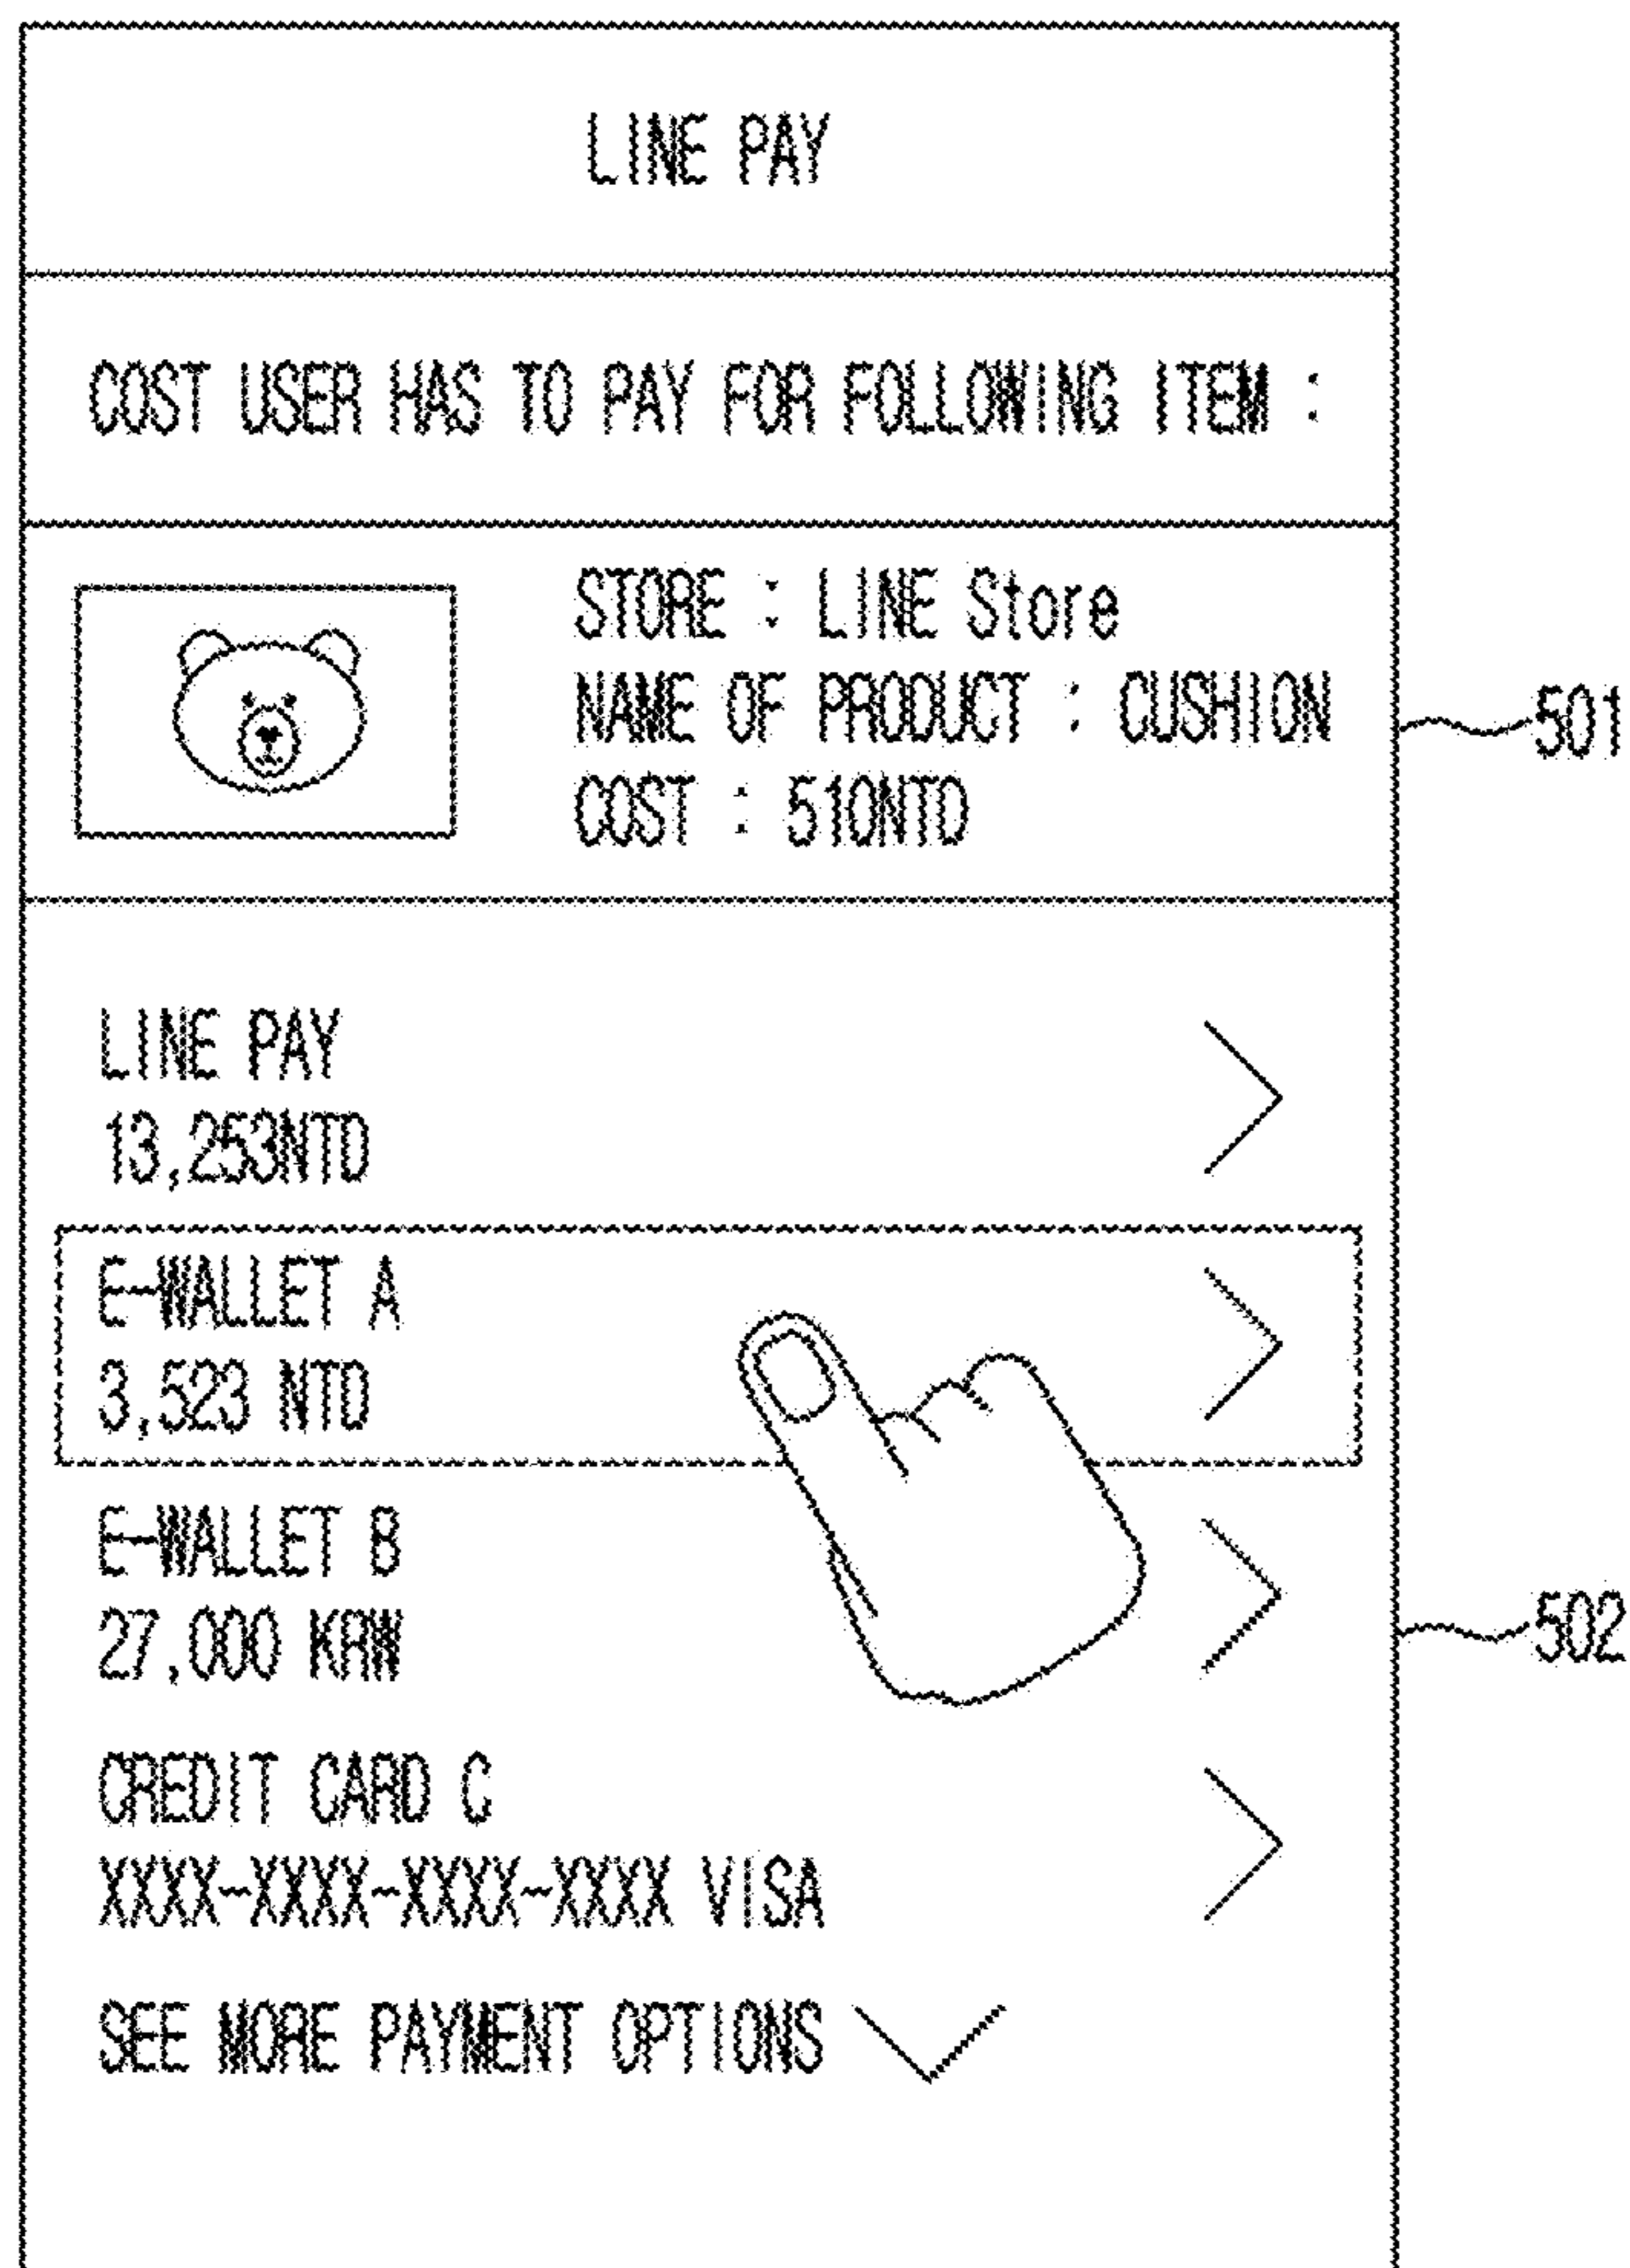 LINE PAY
COST USER HAS TO PAY FOR FOLLOWING ITEM :
STORE : LINE Store
NAME OF PRODUCT : CUSHION
COST : 510NTD
501
LINE PAY
13,253NTD
E-WALLET A
3,523 NTD
E-WALLET B
27,000 KRW
502
CREDIT CARD C
XXXX-XXXX-XXXX-XXXX VISA
SEE MORE PAYMENT OPTIONS